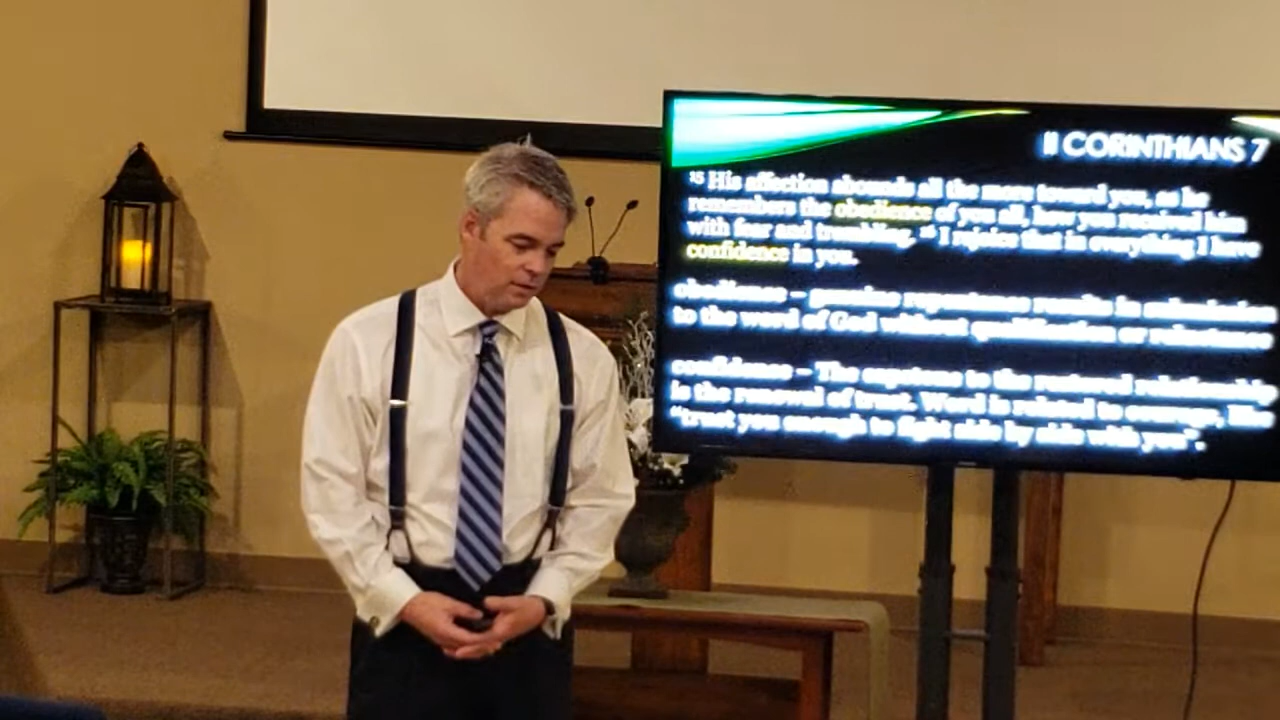 II CORINTHIANS 7
15 His affection abounds all the more toward you, as he
remembers the obedience of you all, how you received him
with fear and trembling. 16 I rejoice that in everything I have
confidence in you.
obedience – genuine repentance results in submission
to the word of God without qualification or reluctance
confidence – The capstone to the restored relationship
is the renewal of trust. Word is related to courage, like
"trust you enough to fight side by side with you".